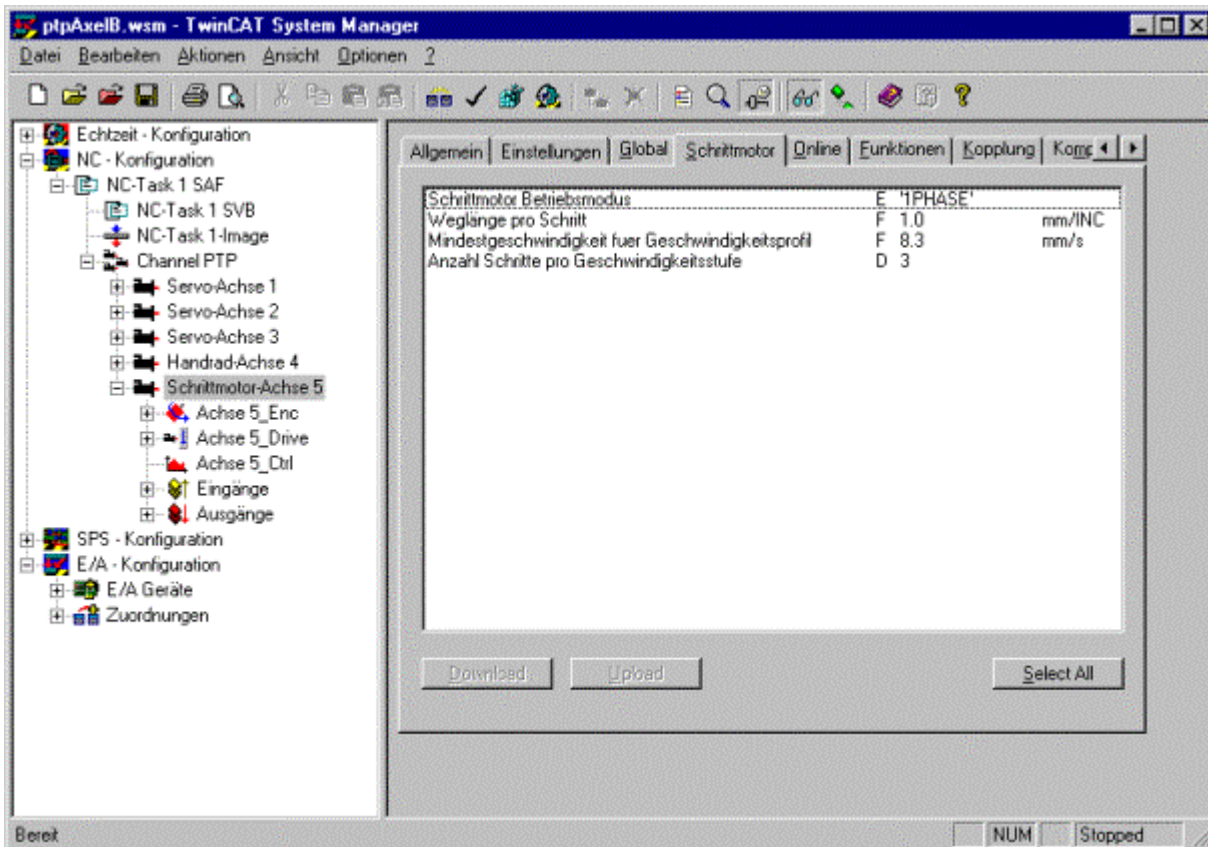 ptpAxelB.wsm - TwinCAT System Manager
Datei Bearbeiten Aktionen Ansicht Optionen ?
Echtzeit - Konfiguration
NC - Konfiguration
NC-Task 1 SAF
NC-Task 1 SVB
NC-Task 1-Image
Channel PTP
Servo-Achse 1
Servo-Achse 2
Servo-Achse 3
Handrad-Achse 4
Schrittmotor-Achse 5
Achse 5_Enc
Achse 5_Drive
Achse 5_Ctrl
Eingänge
Ausgänge
SPS - Konfiguration
E/A - Konfiguration
E/A Geräte
Zuordnungen
Allgemein Einstellungen Global Schrittmotor Online Funktionen Kopplung
Schrittmotor Betriebsmodus E '1PHASE'
Weglänge pro Schritt F 1.0 mm/INC
Mindestgeschwindigkeit fuer Geschwindigkeitsprofil F 8.3 mm/s
Anzahl Schritte pro Geschwindigkeitsstufe D 3
Download Upload Select All
Bereit NUM Stopped